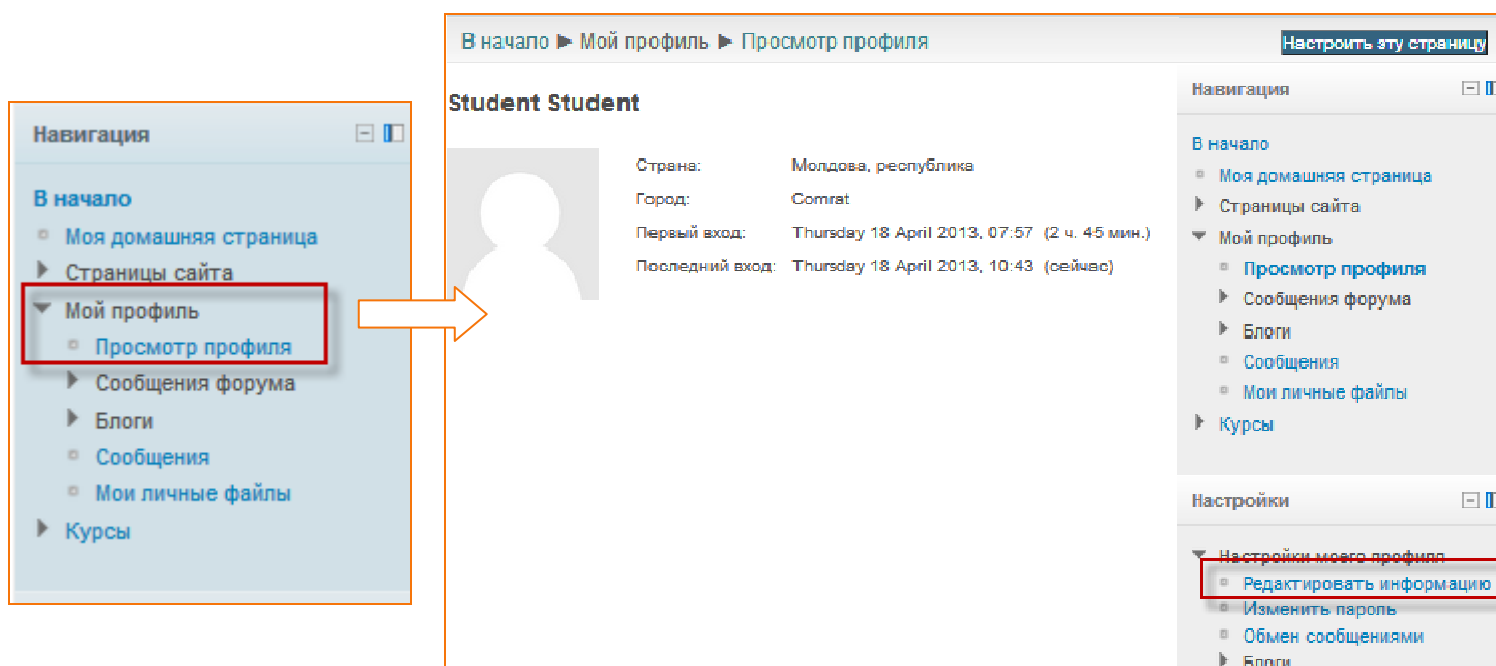 Навигация
В начало
Моя домашняя страница
Страницы сайта
Мой профиль
Просмотр профиля
Сообщения форума
Блоги
Сообщения
Мои личные файлы
Курсы
В начало ► Мой профиль ► Просмотр профиля
Настроить эту страницу
Student Student
Страна: Молдова, республика
Город: Comrat
Первый вход: Thursday 18 April 2013, 07:57 (2 ч. 45 мин.)
Последний вход: Thursday 18 April 2013, 10:43 (сейчас)
Навигация
В начало
Моя домашняя страница
Страницы сайта
Мой профиль
Просмотр профиля
Сообщения форума
Блоги
Сообщения
Мои личные файлы
Курсы
Настройки
Настройки моего профиля
Редактировать информацию
Изменить пароль
Обмен сообщениями
Блоги